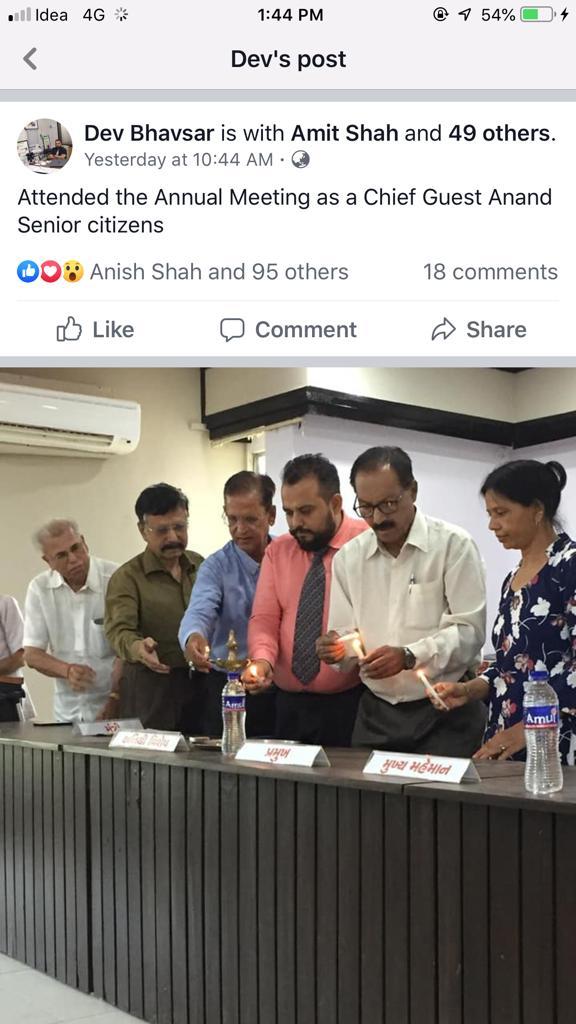 Idea 4G 1:44 PM 54%
Dev's post
Dev Bhavsar is with Amit Shah and 49 others.
Yesterday at 10:44 AM ·
Attended the Annual Meeting as a Chief Guest Anand
Senior citizens
Anish Shah and 95 others 18 comments
Like Comment Share
Amul
Amul
અતિથી વિશેષ
પ્રમુખ
મુખ્ય મહેમાન